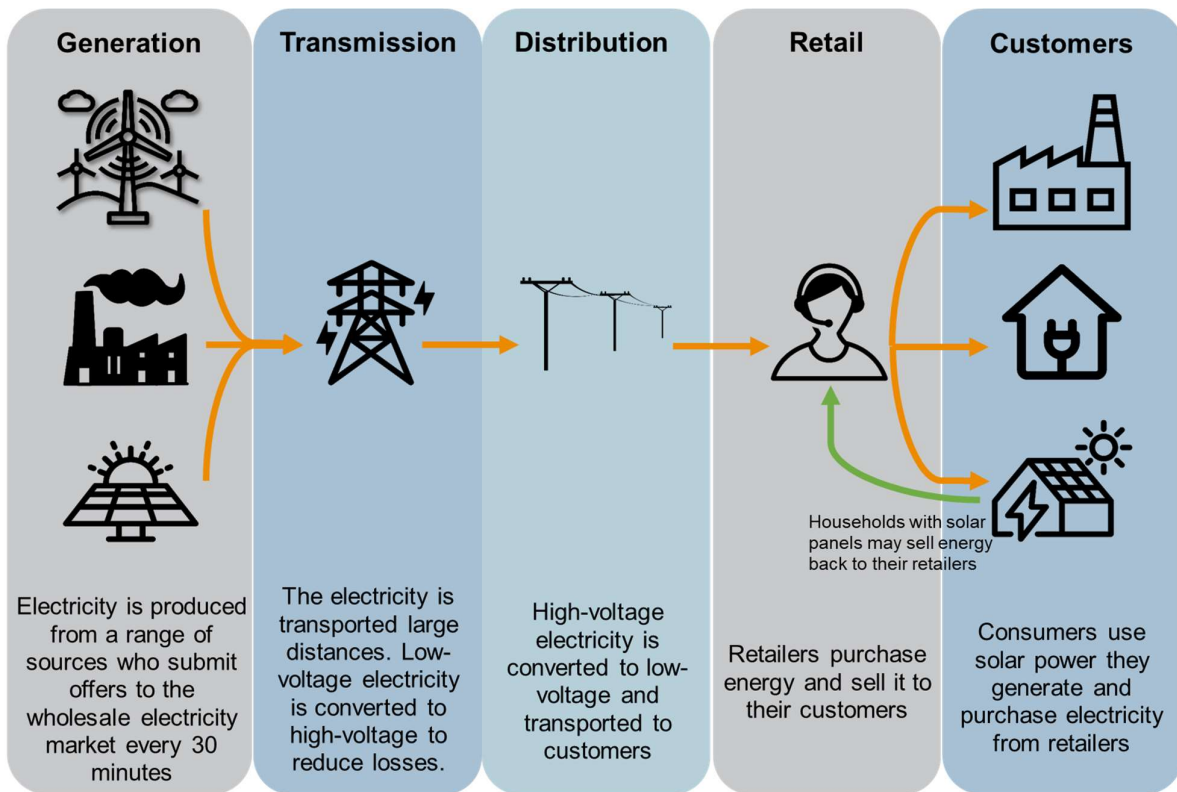 Generation
Transmission
Distribution
Retail
Customers
Households with solar
panels may sell energy
back to their retailers
Electricity is produced
from a range of
sources who submit
offers to the
wholesale electricity
market every 30
minutes
The electricity is
transported large
distances. Low-
voltage electricity
is converted to
high-voltage to
reduce losses.
High-voltage
electricity is
converted to low-
voltage and
transported to
customers
Retailers purchase
energy and sell it to
their customers
Consumers use
solar power they
generate and
purchase electricity
from retailers